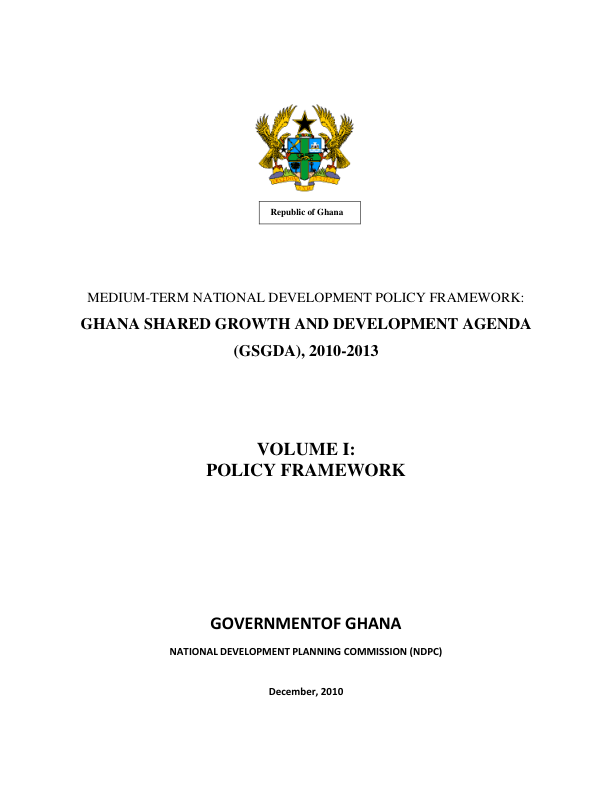 Republic of Ghana
MEDIUM-TERM NATIONAL DEVELOPMENT POLICY FRAMEWORK:
GHANA SHARED GROWTH AND DEVELOPMENT AGENDA
(GSGDA), 2010-2013
VOLUME I:
POLICY FRAMEWORK
GOVERNMENTOF GHANA
NATIONAL DEVELOPMENT PLANNING COMMISSION (NDPC)
December, 2010